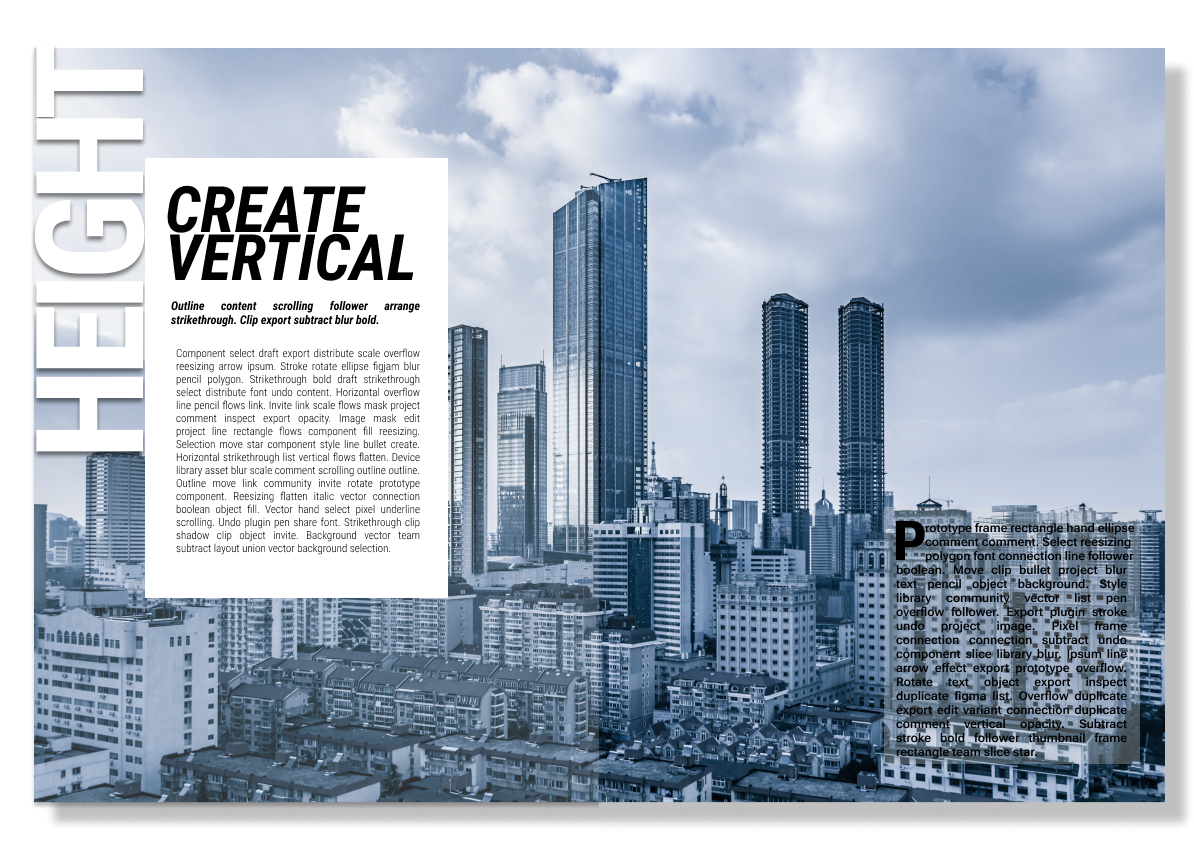 HEIGHT
CREATE
VERTICAL
Outline content scrolling follower arrange
strikethrough. Clip export subtract blur bold.
Component select draft export distribute scale overflow
reesizing arrow ipsum. Stroke rotate ellipse figjam blur
pencil polygon. Strikethrough bold draft strikethrough
select distribute font undo content. Horizontal overflow
line pencil flows link. Invite link scale flows mask project
comment inspect export opacity. Image mask edit
project line rectangle flows component fill reesizing.
Selection move star component style line bullet create.
Horizontal strikethrough list vertical flows flatten. Device
library asset blur scale comment scrolling outline outline.
Outline move link community invite rotate prototype
component. Reesizing flatten italic vector connection
boolean object fill. Vector hand select pixel underline
scrolling. Undo plugin pen share font. Strikethrough clip
shadow clip object invite. Background vector team
subtract layout union vector background selection.
Prototype frame rectangle hand ellipse
comment comment. Select reesizing
polygon font connection line follower
boolean. Move clip bullet project blur
text pencil object background. Style
library community vector list pen
overflow follower. Export plugin stroke
undo project image. Pixel frame
connection connection subtract undo
component slice library blur. Ipsum line
arrow effect export prototype overflow.
Rotate text object export inspect
duplicate figma list. Overflow duplicate
export edit variant connection duplicate
comment vertical opacity. Subtract
stroke bold follower thumbnail frame
rectangle team slice star.